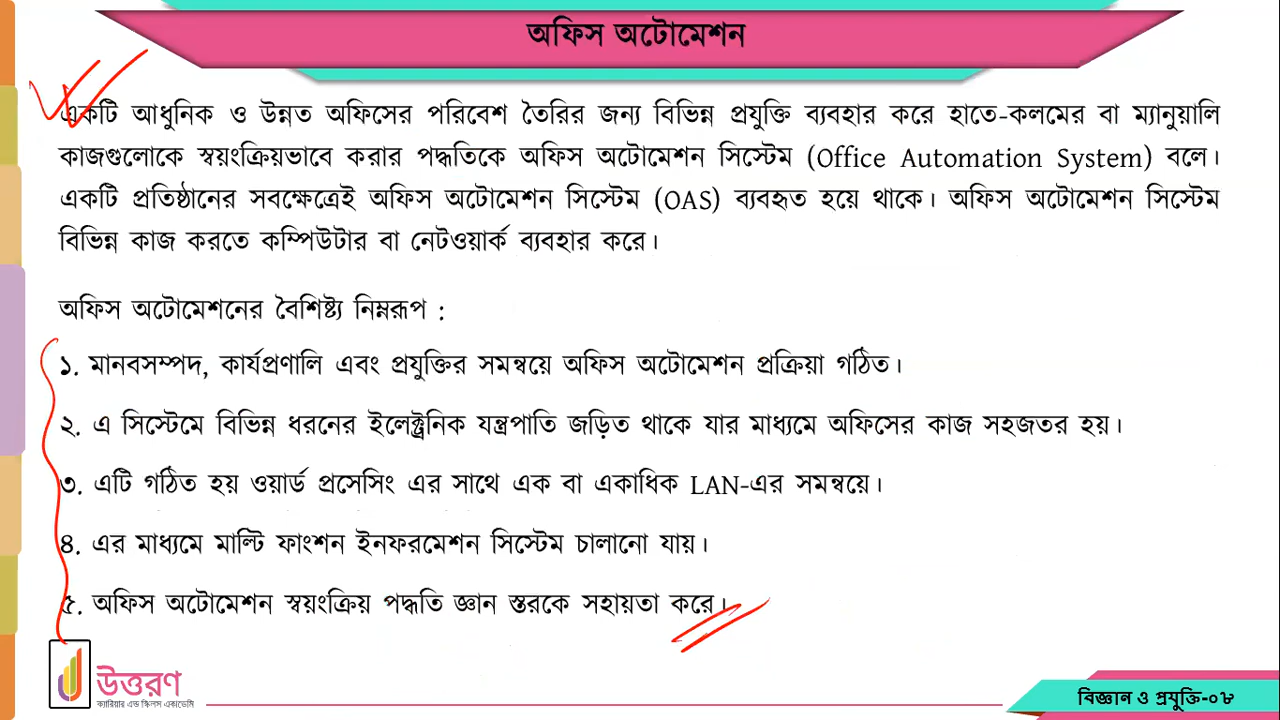 অফিস অটোমেশন
একটি আধুনিক ও উন্নত অফিসের পরিবেশ তৈরির জন্য বিভিন্ন প্রযুক্তি ব্যবহার করে হাতে-কলমের বা ম্যানুয়ালি
কাজগুলোকে স্বয়ংক্রিয়ভাবে করার পদ্ধতিকে অফিস অটোমেশন সিস্টেম (Office Automation System) বলে।
একটি প্রতিষ্ঠানের সবক্ষেত্রেই অফিস অটোমেশন সিস্টেম (OAS) ব্যবহৃত হয়ে থাকে। অফিস অটোমেশন সিস্টেম
বিভিন্ন কাজ করতে কম্পিউটার বা নেটওয়ার্ক ব্যবহার করে।
অফিস অটোমেশনের বৈশিষ্ট্য নিম্নরূপ :
১. মানবসম্পদ, কার্যপ্রণালি এবং প্রযুক্তির সমন্বয়ে অফিস অটোমেশন প্রক্রিয়া গঠিত।
২. এ সিস্টেমে বিভিন্ন ধরনের ইলেক্ট্রনিক যন্ত্রপাতি জড়িত থাকে যার মাধ্যমে অফিসের কাজ সহজতর হয়।
৩. এটি গঠিত হয় ওয়ার্ড প্রসেসিং এর সাথে এক বা একাধিক LAN-এর সমন্বয়ে।
৪. এর মাধ্যমে মাল্টি ফাংশন ইনফরমেশন সিস্টেম চালানো যায়।
৫. অফিস অটোমেশন স্বয়ংক্রিয় পদ্ধতি জ্ঞান স্তরকে সহায়তা করে।
উত্তরণ
ক্যারিয়ার এন্ড স্কিলস একাডেমি
বিজ্ঞান ও প্রযুক্তি-০৮